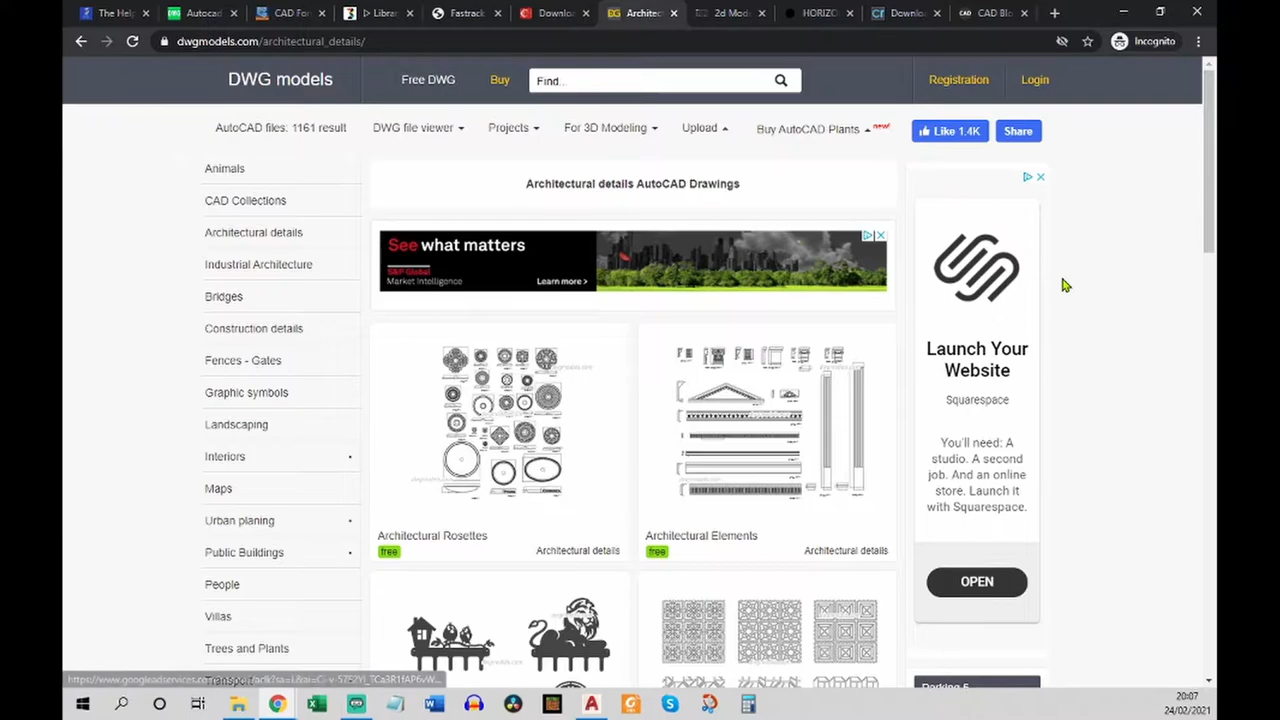 The Help
Autocad
CAD For
Librar
Fastrack
Downloa
Architec
2d Mode
HORIZO
Downlo
CAD Blo
dwgmodels.com/architectural_details/
Incognito
DWG models
Free DWG
Buy
Find...
Registration
Login
AutoCAD files: 1161 result
DWG file viewer
Projects
For 3D Modeling
Upload
Buy AutoCAD Plants
new!
Like 1.4K
Share
Animals
CAD Collections
Architectural details
Industrial Architecture
Bridges
Construction details
Fences - Gates
Graphic symbols
Landscaping
Interiors
Maps
Urban planing
Public Buildings
People
Villas
Trees and Plants
Architectural details AutoCAD Drawings
See what matters
S&P Global
Market Intelligence
Learn more >
Architectural Rosettes
free
Architectural details
Architectural Elements
free
Architectural details
Launch Your
Website
Squarespace
You'll need: A
studio. A second
job. And an online
store. Launch it
with Squarespace.
OPEN
20:07
24/02/2021